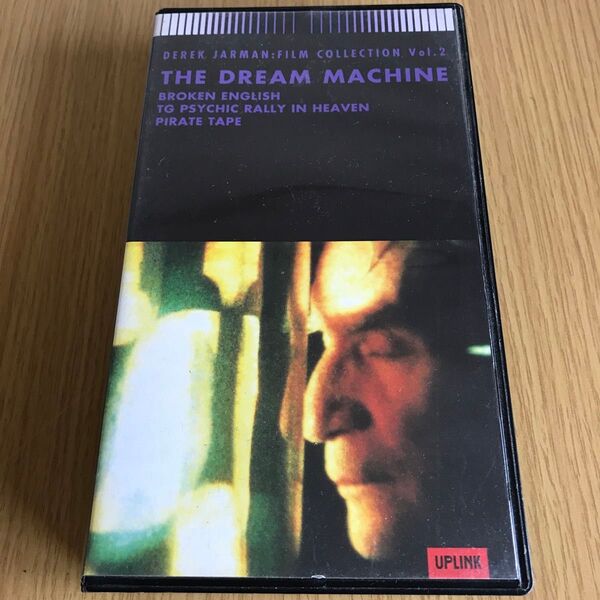 DEREK JARMAN:FILM COLLECTION Vol.2
THE DREAM MACHINE
BROKEN ENGLISH
TG PSYCHIC RALLY IN HEAVEN
PIRATE TAPE
UPLINK